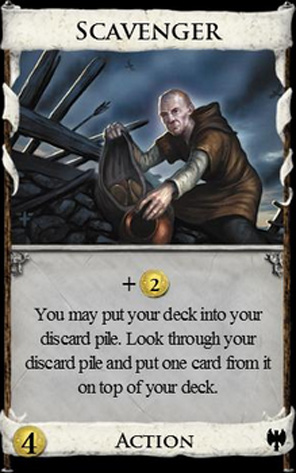 SCAVENGER
+ 2
You may put your deck into your
discard pile. Look through your
discard pile and put one card from it
on top of your deck.
4 ACTION